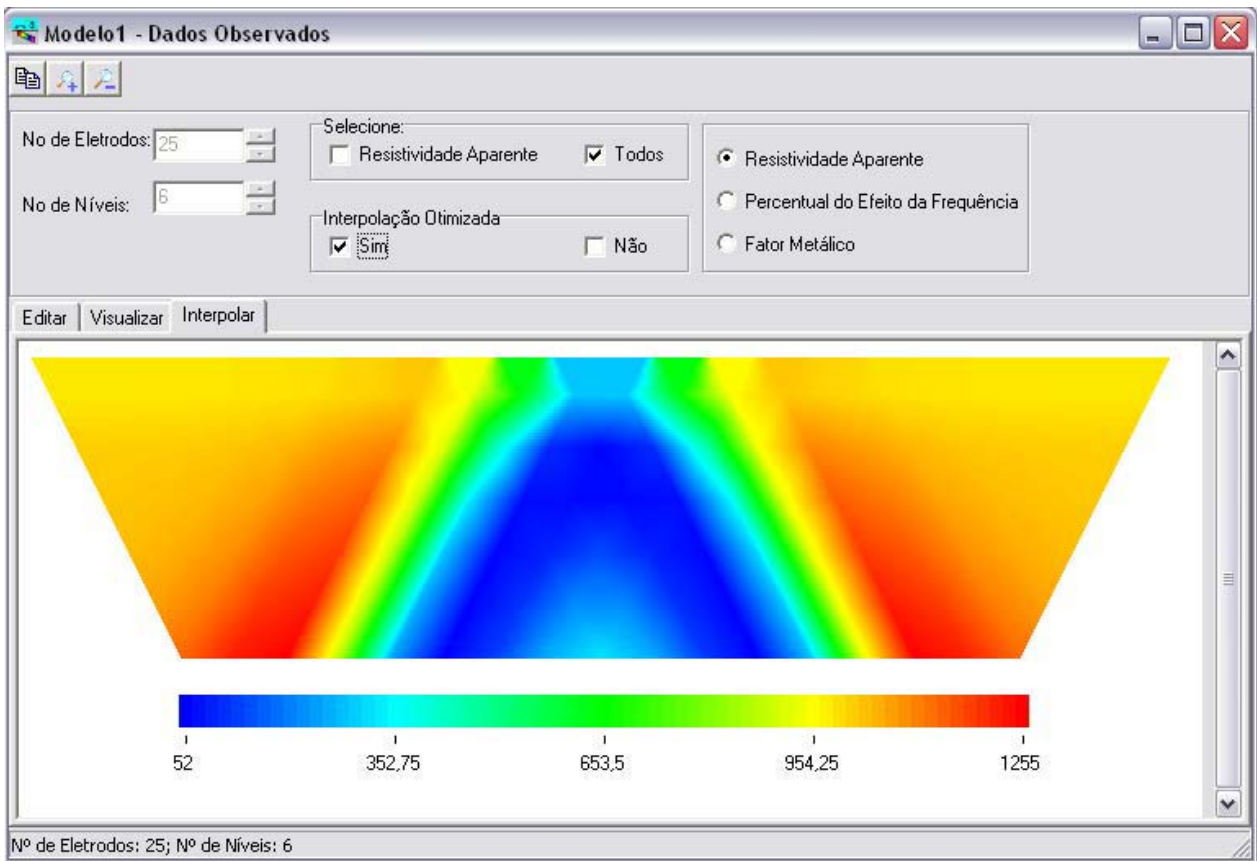 Modelo1 - Dados Observados
No de Eletrodos: 25
No de Níveis: 6
Selecione:
Resistividade Aparente Todos
Interpolação Otimizada
Sim Não
Resistividade Aparente
Percentual do Efeito da Frequência
Fator Metálico
Editar Visualizar Interpolar
52 352,75 653,5 954,25 1255
Nº de Eletrodos: 25; Nº de Níveis: 6